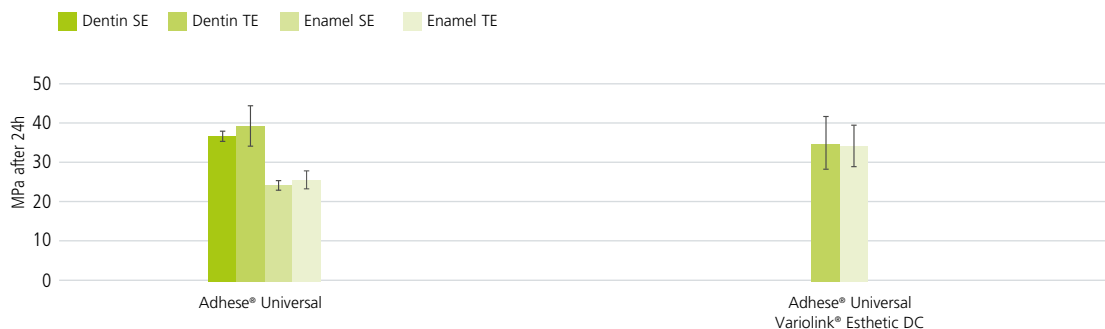 Dentin SE
Dentin TE
Enamel SE
Enamel TE
MPa after 24h
50
40
30
20
10
0
Adhese® Universal
Adhese® Universal
Variolink® Esthetic DC